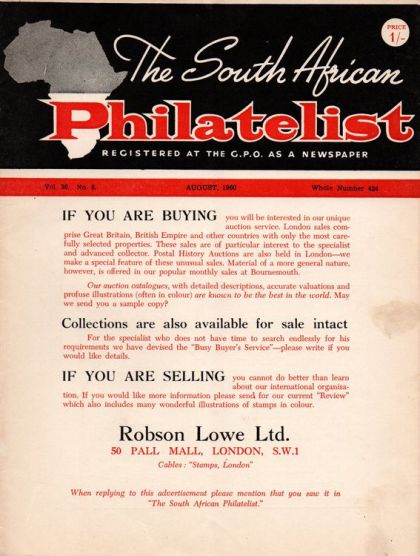 PRICE
1/-
The South African
Philatelist
REGISTERED AT THE G.P.O. AS A NEWSPAPER
Vol. 36. No. 8. AUGUST, 1960 Whole Number 424
IF YOU ARE BUYING you will be interested in our unique
auction service. London sales com-
prise Great Britain, British Empire and other countries with only the most care-
fully selected properties. These sales are of particular interest to the specialist
and advanced collector. Postal History Auctions are also held in London—we
make a special feature of these unusual sales. Material of a more general nature,
however, is offered in our popular monthly sales at Bournemouth.
Our auction catalogues, with detailed descriptions, accurate valuations and
profuse illustrations (often in colour) are known to be the best in the world. May
we send you a sample copy?
Collections are also available for sale intact
For the specialist who does not have time to search endlessly for his
requirements we have devised the "Busy Buyer's Service"—please write if you
would like details.
IF YOU ARE SELLING you cannot do better than learn
about our international organisa-
tion. If you would like more information please send for our current "Review"
which also includes many wonderful illustrations of stamps in colour.
Robson Lowe Ltd.
50 PALL MALL, LONDON, S.W.1
Cables: "Stamps, London"
When replying to this advertisement please mention that you saw it in
"The South African Philatelist."